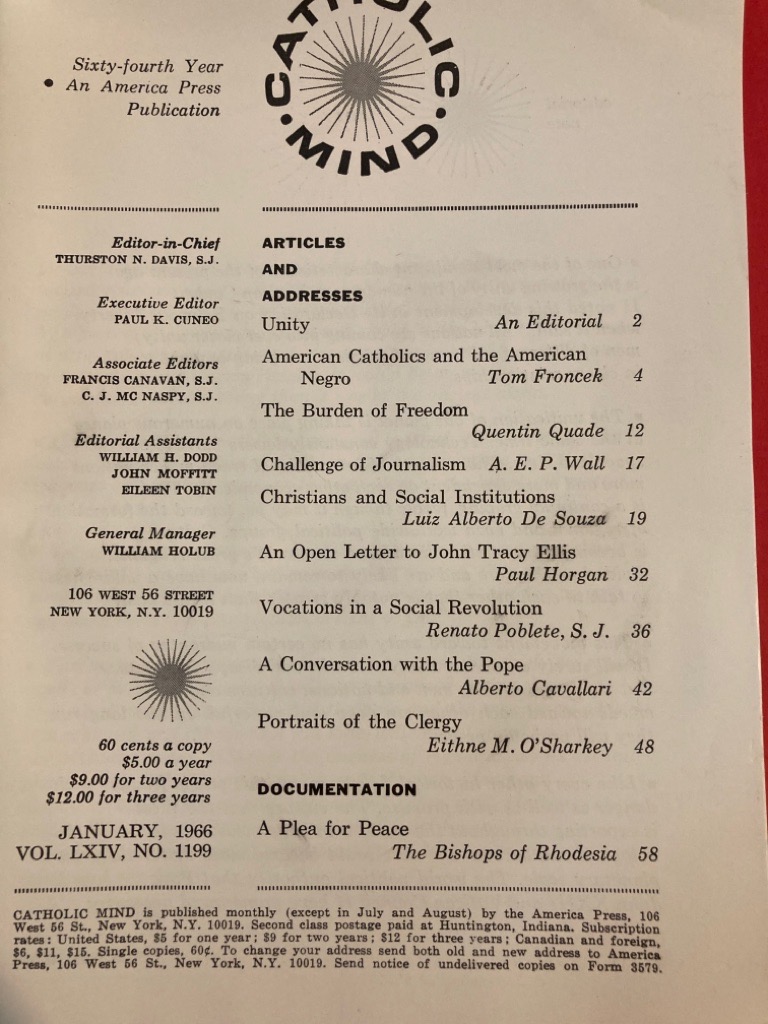 CATHOLIC
• MIND •
Sixty-fourth Year
• An America Press
Publication
Editor-in-Chief
THURSTON N. DAVIS, S.J.
Executive Editor
PAUL K. CUNEO
Associate Editors
FRANCIS CANAVAN, S.J.
C. J. MC NASPY, S.J.
Editorial Assistants
WILLIAM H. DODD
JOHN MOFFITT
EILEEN TOBIN
General Manager
WILLIAM HOLUB
106 WEST 56 STREET
NEW YORK, N.Y. 10019
60 cents a copy
$5.00 a year
$9.00 for two years
$12.00 for three years
JANUARY, 1966
VOL. LXIV, NO. 1199
ARTICLES
AND
ADDRESSES
Unity An Editorial 2
American Catholics and the American
Negro Tom Froncek 4
The Burden of Freedom
Quentin Quade 12
Challenge of Journalism A. E. P. Wall 17
Christians and Social Institutions
Luiz Alberto De Souza 19
An Open Letter to John Tracy Ellis
Paul Horgan 32
Vocations in a Social Revolution
Renato Poblete, S. J. 36
A Conversation with the Pope
Alberto Cavallari 42
Portraits of the Clergy
Eithne M. O'Sharkey 48
DOCUMENTATION
A Plea for Peace
The Bishops of Rhodesia 58
CATHOLIC MIND is published monthly (except in July and August) by the America Press, 106
West 56 St., New York, N.Y. 10019. Second class postage paid at Huntington, Indiana. Subscription
rates: United States, $5 for one year; $9 for two years; $12 for three years; Canadian and foreign,
$6, $11, $15. Single copies, 60¢. To change your address send both old and new address to America
Press, 106 West 56 St., New York, N.Y. 10019. Send notice of undelivered copies on Form 3579.